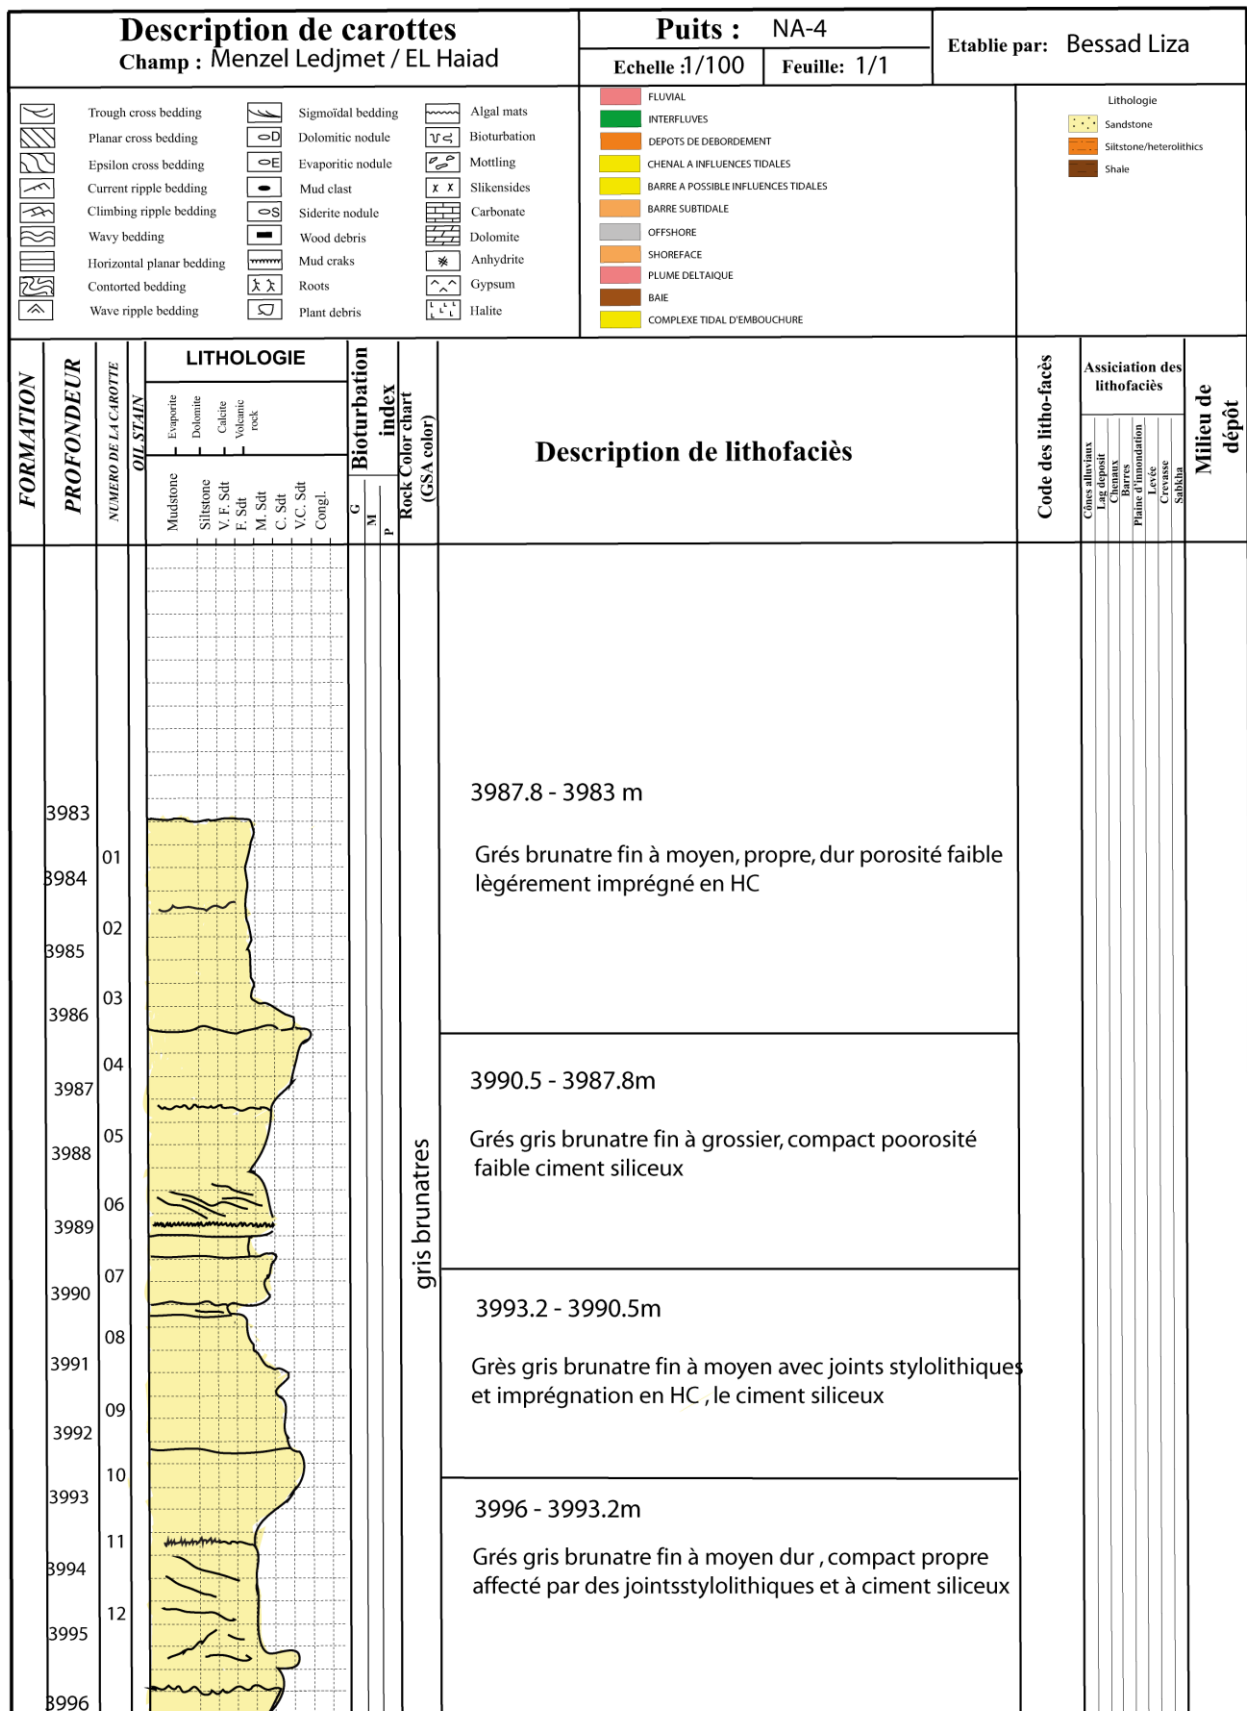 Description de carottes
Champ : Menzel Ledjmet / EL Haiad
Puits : NA-4
Echelle :1/100
Feuille: 1/1
Etablie par: Bessad Liza
Trough cross bedding
Planar cross bedding
Epsilon cross bedding
Current ripple bedding
Climbing ripple bedding
Wavy bedding
Horizontal planar bedding
Contorted bedding
Wave ripple bedding
Sigmoïdal bedding
D Dolomitic nodule
E Evaporitic nodule
Mud clast
S Siderite nodule
Wood debris
Mud craks
Roots
Plant debris
Algal mats
Bioturbation
Mottling
x x Slikensides
Carbonate
Dolomite
Anhydrite
Gypsum
Halite
FLUVIAL
INTERFLUVES
DEPOTS DE DEBORDEMENT
CHENAL A INFLUENCES TIDALES
BARRE A POSSIBLE INFLUENCES TIDALES
BARRE SUBTIDALE
OFFSHORE
SHOREFACE
PLUME DELTAIQUE
BAIE
COMPLEXE TIDAL D'EMBOUCHURE
Lithologie
Sandstone
Siltstone/heterolithics
Shale
FORMATION
PROFONDEUR
NUMERO DE LA CAROTTE
OIL STAIN
LITHOLOGIE
Evaporite
Dolomite
Calcite
Volcanic
rock
Mudstone
Siltstone
V. F. Sdt
F. Sdt
M. Sdt
C. Sdt
V.C. Sdt
Congl.
Bioturbation
index
G
M
P
Rock Color chart
(GSA color)
Description de lithofaciès
Code des litho-facès
Assiciation des
lithofaciès
Cônes alluviaux
Lag deposit
Chenaux
Barres
Plaine d'innondation
Levée
Crevasse
Sabkha
Milieu de
dépôt
3983
01
3984
02
3985
03
3986
04
3987
05
3988
06
3989
07
3990
08
3991
09
3992
10
3993
11
3994
12
3995
3996
gris brunatres
3987.8 - 3983 m
Grés brunatre fin à moyen, propre, dur porosité faible
lègérement imprégné en HC
3990.5 - 3987.8m
Grés gris brunatre fin à grossier, compact poorosité
faible ciment siliceux
3993.2 - 3990.5m
Grès gris brunatre fin à moyen avec joints stylolithiques
et imprégnation en HC , le ciment siliceux
3996 - 3993.2m
Grés gris brunatre fin à moyen dur , compact propre
affecté par des jointsstylolithiques et à ciment siliceux